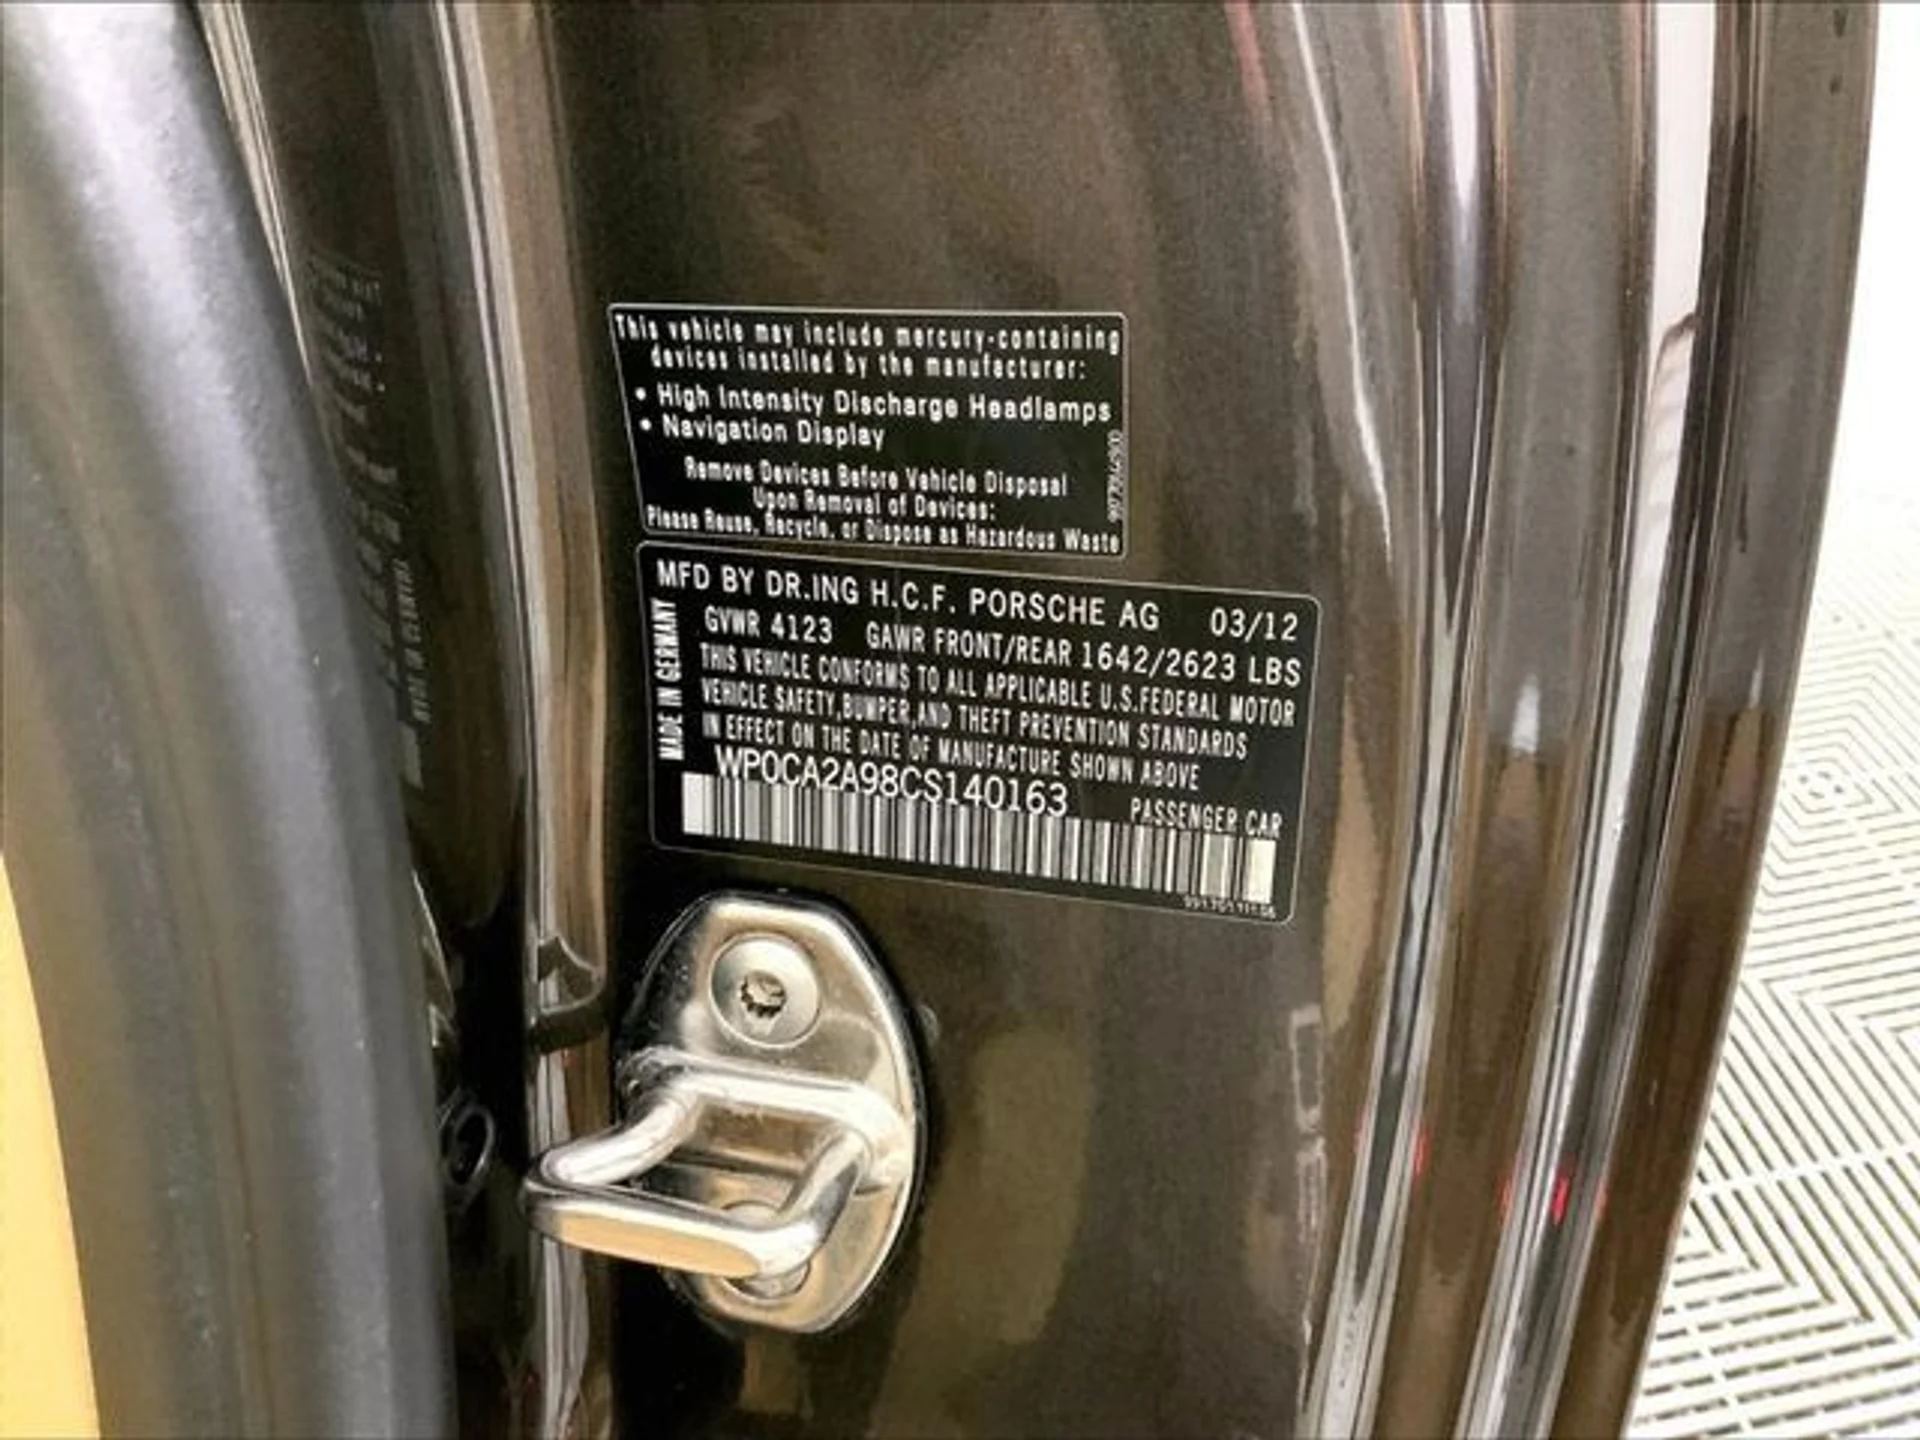 This vehicle may include mercury-containing
devices installed by the manufacturer:
• High Intensity Discharge Headlamps
• Navigation Display
Remove Devices Before Vehicle Disposal
Upon Removal of Devices:
Please Reuse, Recycle, or Dispose as Hazardous Waste
MFD BY DR.ING H.C.F. PORSCHE AG 03/12
GVWR 4123 GAWR FRONT/REAR 1642/2623 LBS
THIS VEHICLE CONFORMS TO ALL APPLICABLE U.S.FEDERAL MOTOR
VEHICLE SAFETY,BUMPER,AND THEFT PREVENTION STANDARDS
IN EFFECT ON THE DATE OF MANUFACTURE SHOWN ABOVE
WP0CA2A98CS140163 PASSENGER CAR
MADE IN GERMANY